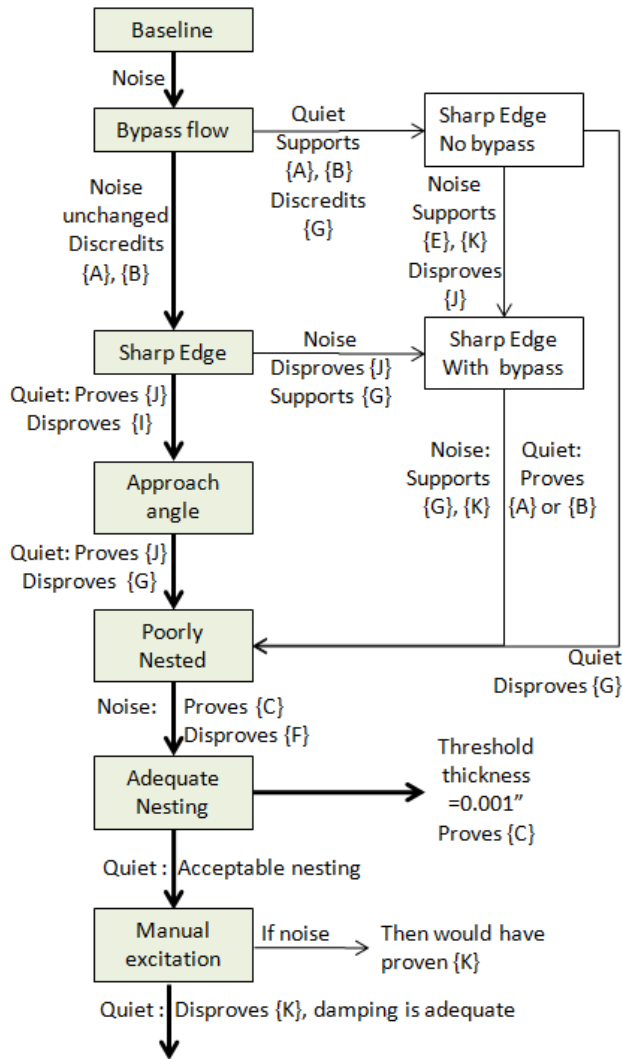 Baseline
Noise
Bypass flow
Quiet
Supports
{A}, {B}
Discredits
{G}
Sharp Edge
No bypass
Noise
unchanged
Discredits
{A}, {B}
Noise
Supports
{E}, {K}
Disproves
{J}
Sharp Edge
Noise
Disproves {J}
Supports {G}
Sharp Edge
With bypass
Quiet: Proves {J}
Disproves {I}
Approach
angle
Noise:
Supports
{G}, {K}
Quiet:
Proves
{A} or {B}
Quiet: Proves {J}
Disproves {G}
Poorly
Nested
Quiet
Disproves {G}
Noise: Proves {C}
Disproves {F}
Adequate
Nesting
Threshold
thickness
=0.001”
Proves {C}
Quiet : Acceptable nesting
Manual
excitation
If noise
Then would have
proven {K}
Quiet : Disproves {K}, damping is adequate